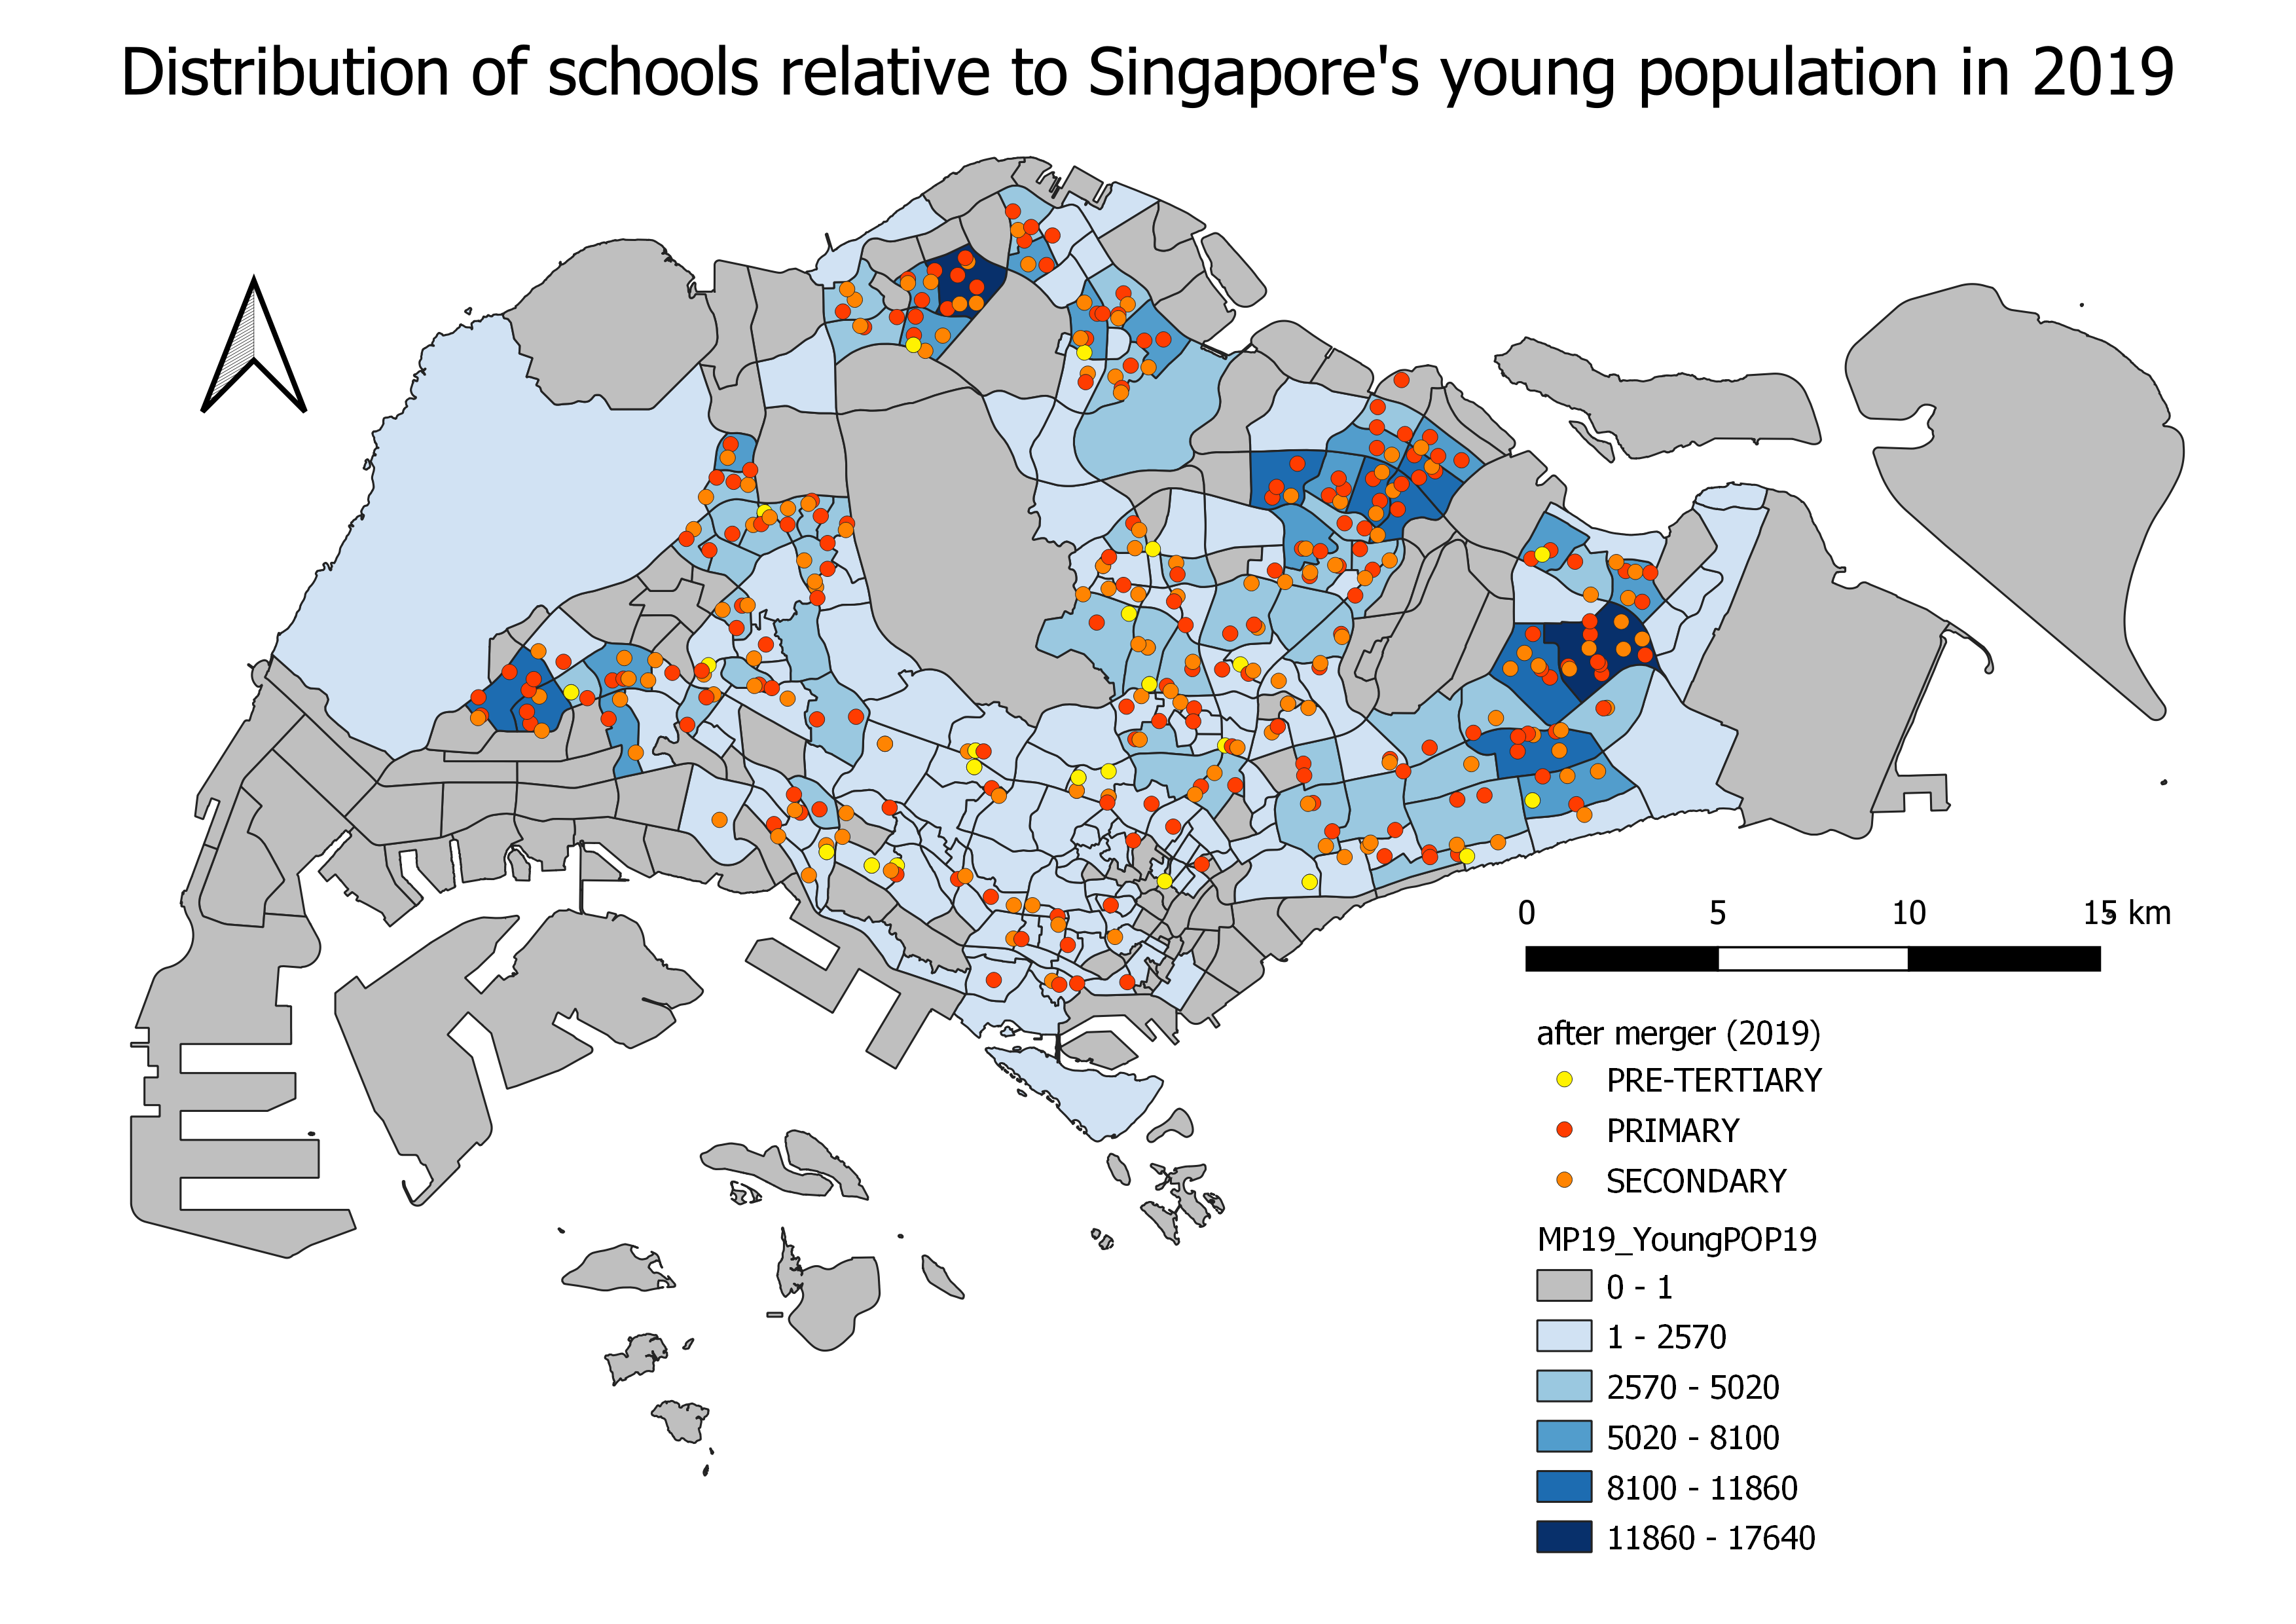 Distribution of schools relative to Singapore's young population in 2019
0 5 10 15 km
after merger (2019)
PRE-TERTIARY
PRIMARY
SECONDARY
MP19_YoungPOP19
0 - 1
1 - 2570
2570 - 5020
5020 - 8100
8100 - 11860
11860 - 17640